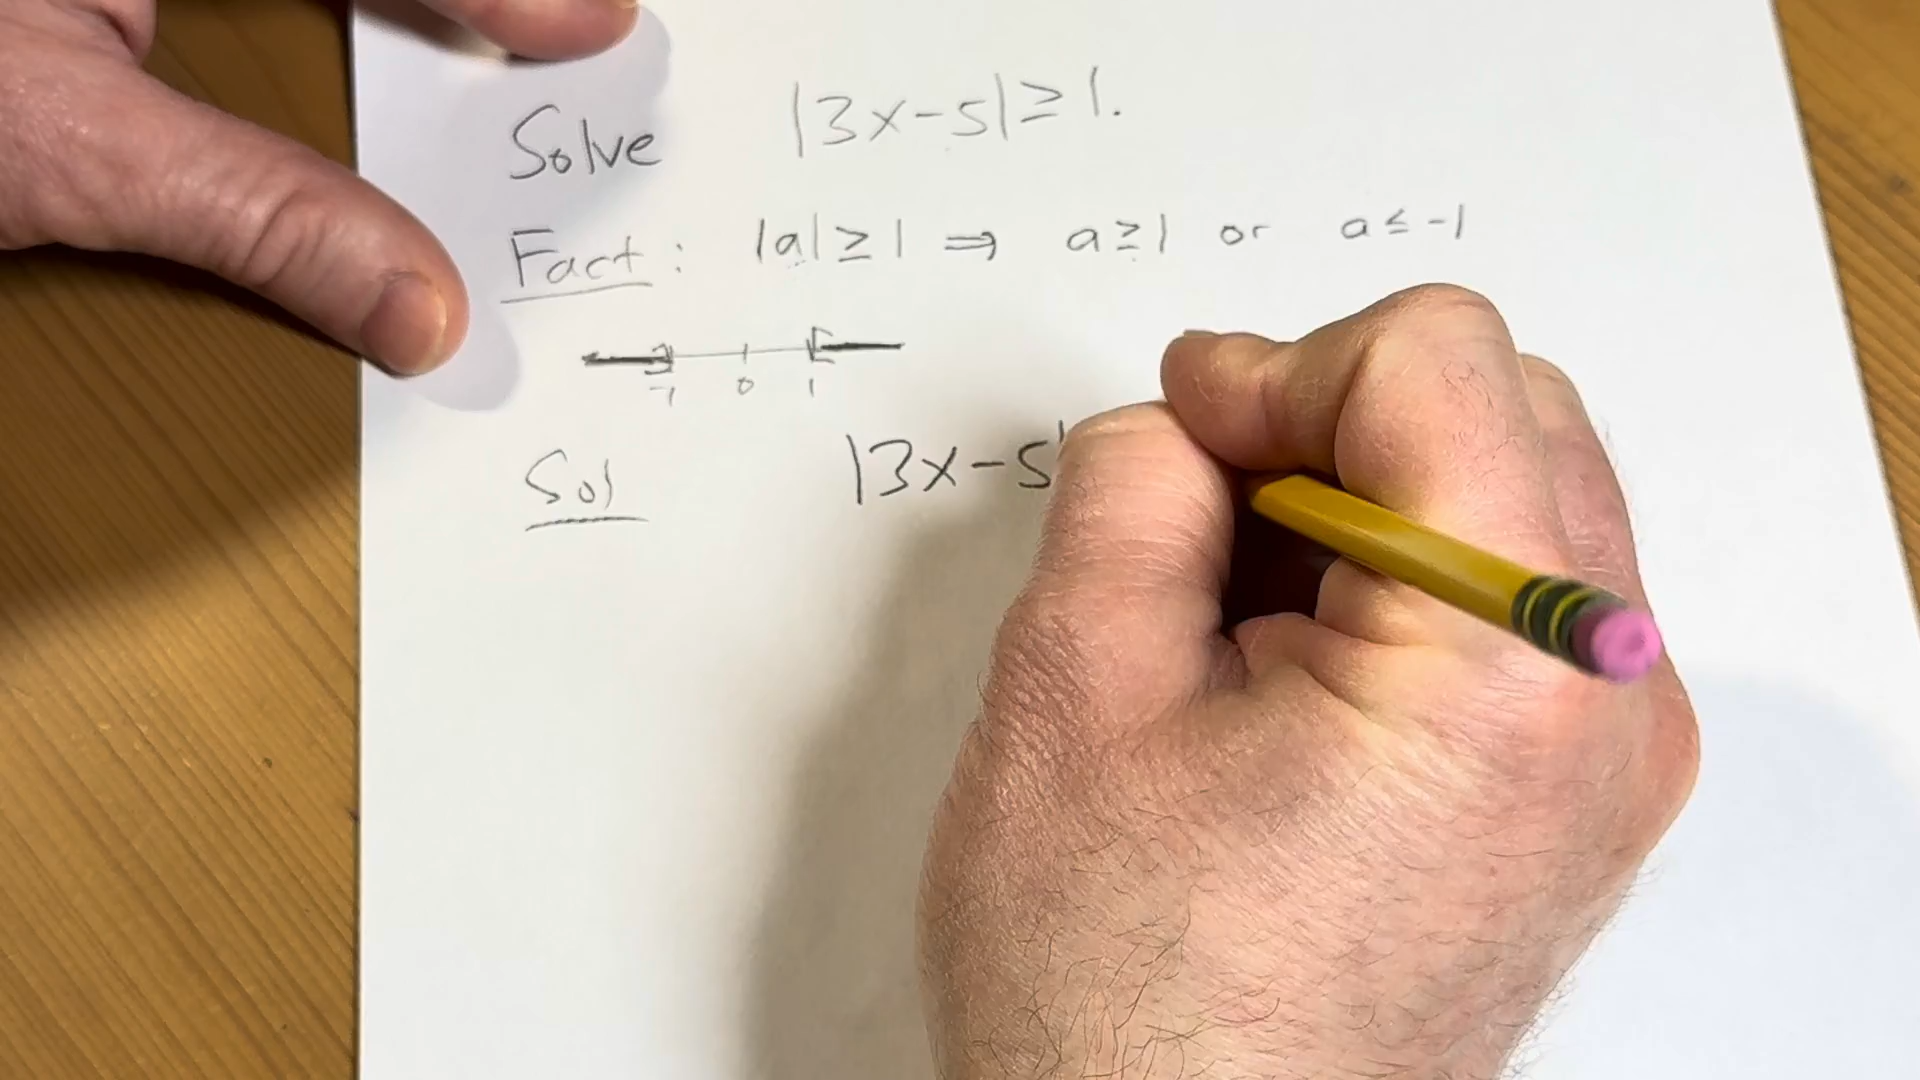 Solve |3x-5|≥1.
Fact: |a|≥1 ⇒ a≥1 or a≤-1
-1 0 1
Sol |3x-5|